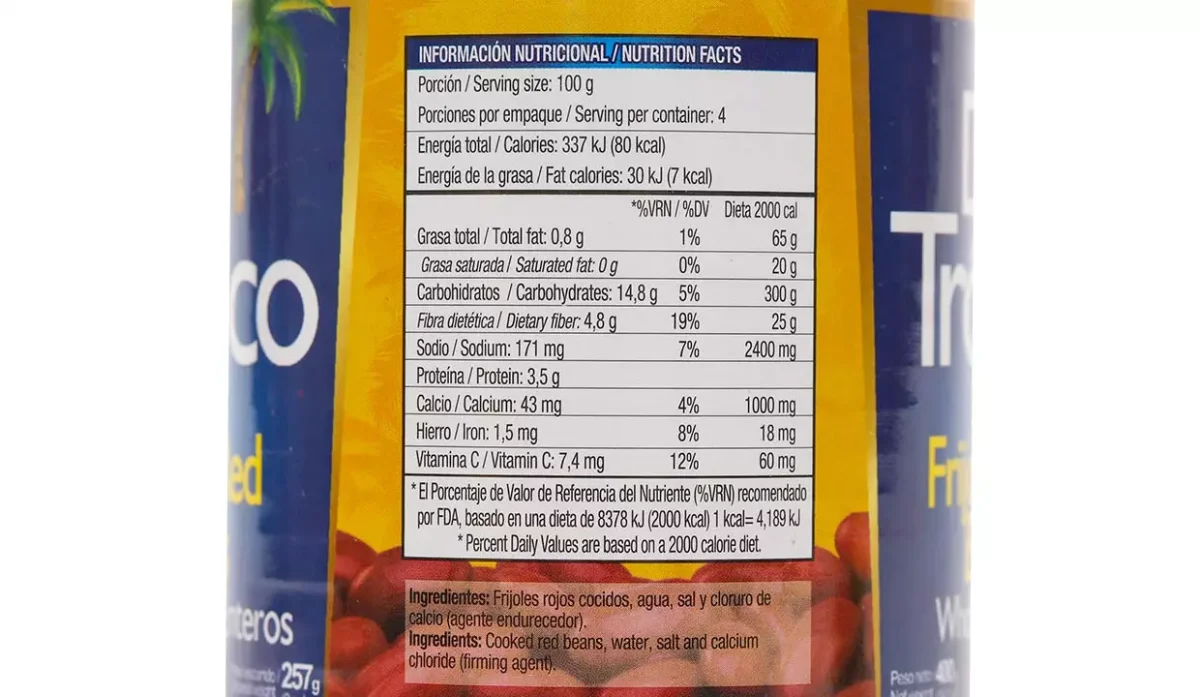 INFORMACIÓN NUTRICIONAL / NUTRITION FACTS
Porción / Serving size: 100 g
Porciones por empaque / Serving per container: 4
Energía total / Calories: 337 kJ (80 kcal)
Energía de la grasa / Fat calories: 30 kJ (7 kcal)
*%VRN / %DV Dieta 2000 cal
Grasa total / Total fat: 0,8 g 1% 65 g
Grasa saturada / Saturated fat: 0 g 0% 20 g
Carbohidratos / Carbohydrates: 14,8 g 5% 300 g
Fibra dietética / Dietary fiber: 4,8 g 19% 25 g
Sodio / Sodium: 171 mg 7% 2400 mg
Proteína / Protein: 3,5 g
Calcio / Calcium: 43 mg 4% 1000 mg
Hierro / Iron: 1,5 mg 8% 18 mg
Vitamina C / Vitamin C: 7,4 mg 12% 60 mg
* El Porcentaje de Valor de Referencia del Nutriente (%VRN) recomendado
por FDA, basado en una dieta de 8378 kJ (2000 kcal) 1 kcal= 4,189 kJ
* Percent Daily Values are based on a 2000 calorie diet.
Ingredientes: Frijoles rojos cocidos, agua, sal y cloruro de
calcio (agente endurecedor).
Ingredients: Cooked red beans, water, salt and calcium
chloride (firming agent).
co
ed
nteros
257g
Tro
Frij
Wh
Peso neto 400